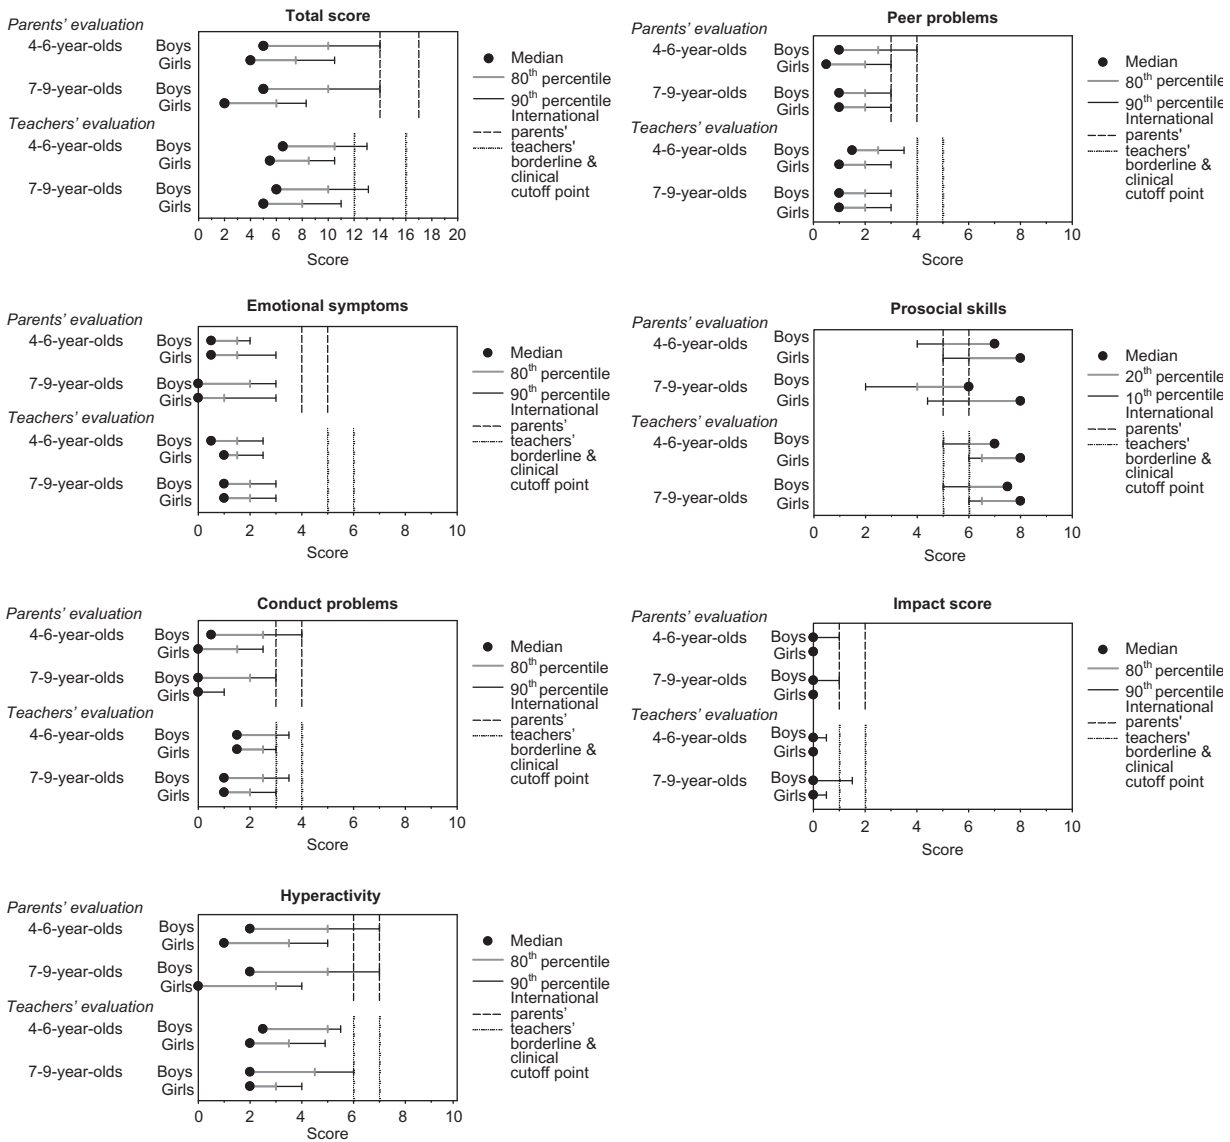 Total score
Parents’ evaluation
4-6-year-olds
Boys
Girls
7-9-year-olds
Boys
Girls
Teachers’ evaluation
4-6-year-olds
Boys
Girls
7-9-year-olds
Boys
Girls
0 2 4 6 8 10 12 14 16 18 20
Score
Median
80th percentile
90th percentile
International
parents'
teachers'
borderline &
clinical
cutoff point
Peer problems
Parents’ evaluation
4-6-year-olds
Boys
Girls
7-9-year-olds
Boys
Girls
Teachers’ evaluation
4-6-year-olds
Boys
Girls
7-9-year-olds
Boys
Girls
0 2 4 6 8 10
Score
Median
80th percentile
90th percentile
International
parents'
teachers'
borderline &
clinical
cutoff point
Emotional symptoms
Parents’ evaluation
4-6-year-olds
Boys
Girls
7-9-year-olds
Boys
Girls
Teachers’ evaluation
4-6-year-olds
Boys
Girls
7-9-year-olds
Boys
Girls
0 2 4 6 8 10
Score
Median
80th percentile
90th percentile
International
parents’
teachers’
borderline &
clinical
cutoff point
Prosocial skills
Parents’ evaluation
4-6-year-olds
Boys
Girls
7-9-year-olds
Boys
Girls
Teachers’ evaluation
4-6-year-olds
Boys
Girls
7-9-year-olds
Boys
Girls
0 2 4 6 8 10
Score
Median
20th percentile
10th percentile
International
parents'
teachers'
borderline &
clinical
cutoff point
Conduct problems
Parents’ evaluation
4-6-year-olds
Boys
Girls
7-9-year-olds
Boys
Girls
Teachers’ evaluation
4-6-year-olds
Boys
Girls
7-9-year-olds
Boys
Girls
0 2 4 6 8 10
Score
Median
80th percentile
90th percentile
International
parents’
teachers’
borderline &
clinical
cutoff point
Impact score
Parents’ evaluation
4-6-year-olds
Boys
Girls
7-9-year-olds
Boys
Girls
Teachers’ evaluation
4-6-year-olds
Boys
Girls
7-9-year-olds
Boys
Girls
0 2 4 6 8 10
Score
Median
80th percentile
90th percentile
International
parents'
teachers'
borderline &
clinical
cutoff point
Hyperactivity
Parents’ evaluation
4-6-year-olds
Boys
Girls
7-9-year-olds
Boys
Girls
Teachers’ evaluation
4-6-year-olds
Boys
Girls
7-9-year-olds
Boys
Girls
0 2 4 6 8 10
Score
Median
80th percentile
90th percentile
International
parents’
teachers’
borderline &
clinical
cutoff point